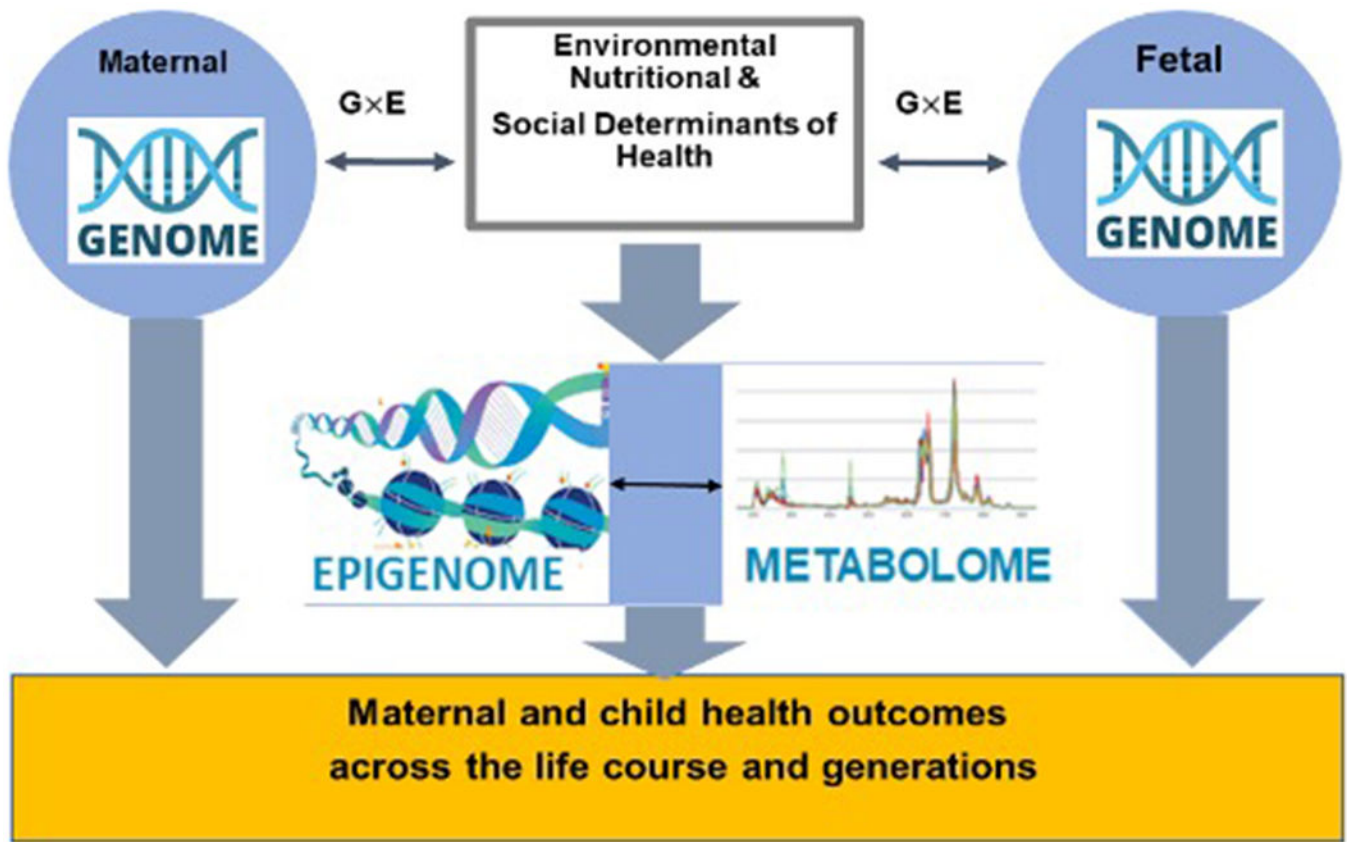 Maternal
GENOME
G×E
Environmental
Nutritional &
Social Determinants of
Health
G×E
Fetal
GENOME
EPIGENOME
METABOLOME
Maternal and child health outcomes
across the life course and generations